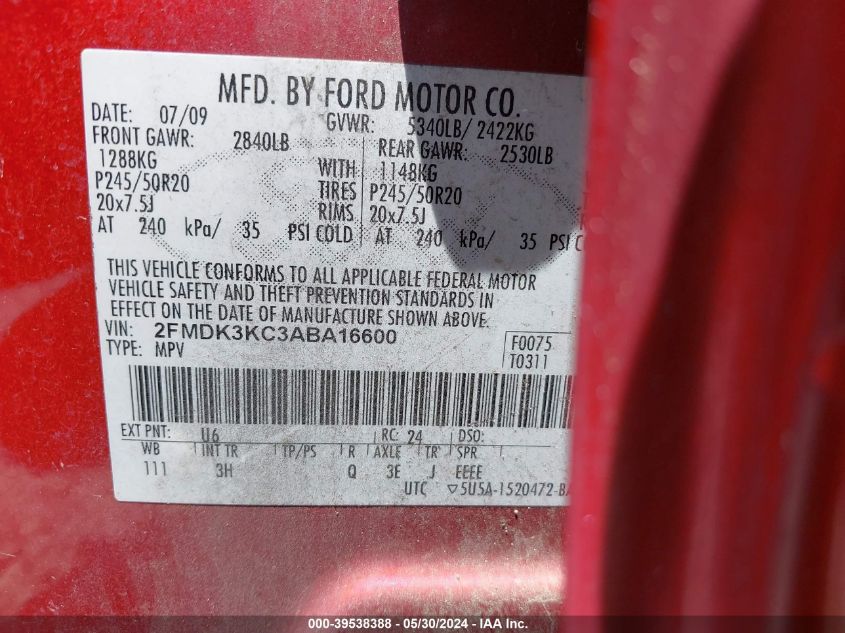 MFD. BY FORD MOTOR CO.
DATE: 07/09 GVWR: 5340LB/ 2422KG
FRONT GAWR: 2840LB REAR GAWR: 2530LB
1288KG WITH 1148KG
P245/50R20 TIRES P245/50R20
20x7.5J RIMS 20x7.5J
AT 240 kPa/ 35 PSI COLD AT 240 kPa/ 35 PSI C
THIS VEHICLE CONFORMS TO ALL APPLICABLE FEDERAL MOTOR
VEHICLE SAFETY AND THEFT PREVENTION STANDARDS IN
EFFECT ON THE DATE OF MANUFACTURE SHOWN ABOVE.
VIN: 2FMDK3KC3ABA16600 F0075
TYPE: MPV T0311
EXT PNT: U6 RC: 24 DSO:
WB INT TR TP/PS R AXLE TR SPR
111 3H Q 3E J EEEE
UTC ▽5U5A-1520472-BA
000-39538388 - 05/30/2024 - IAA Inc.